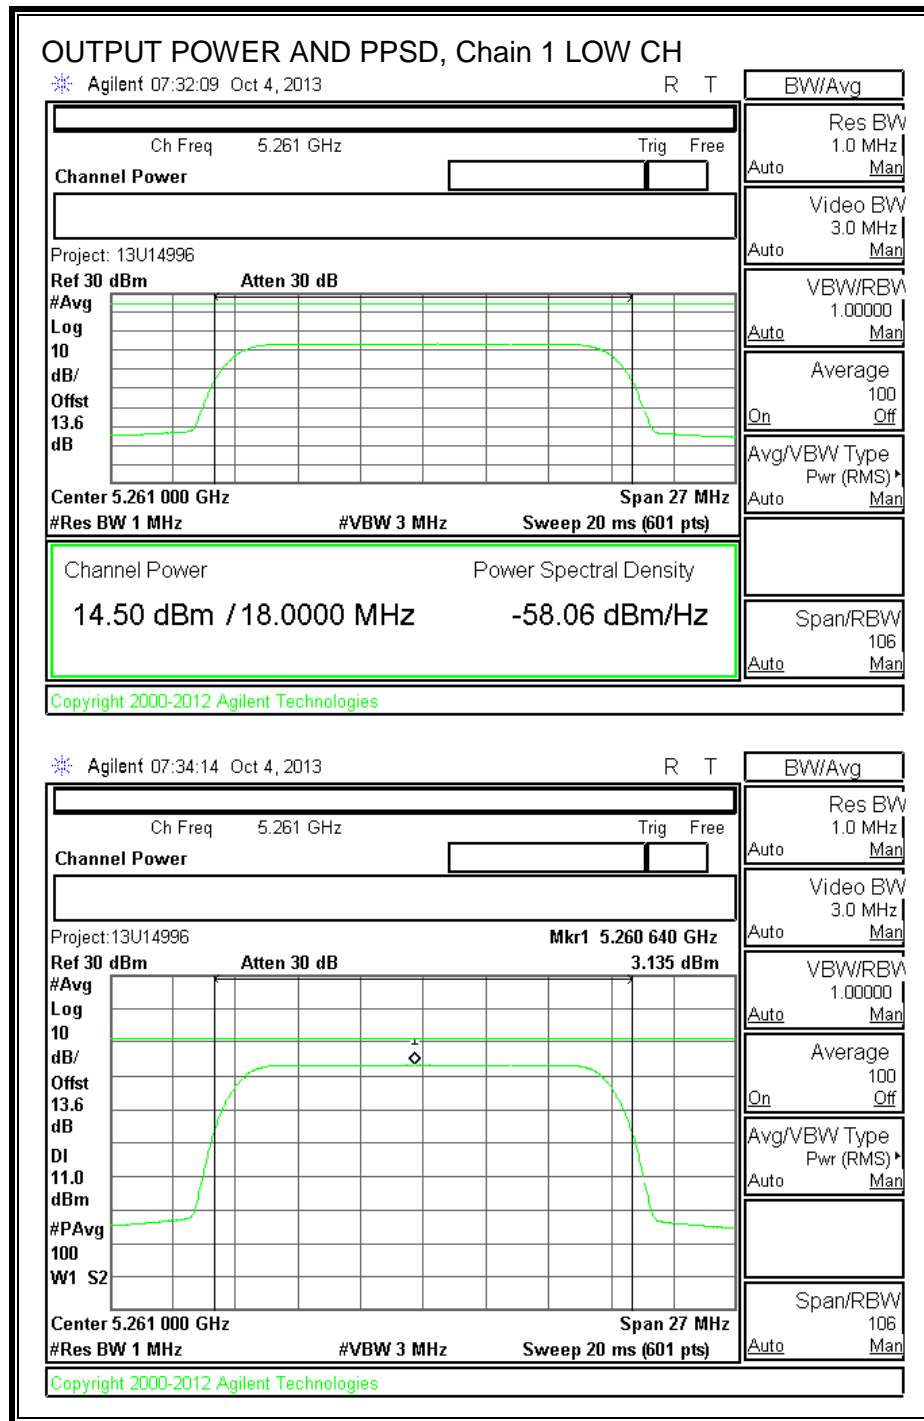 OUTPUT POWER AND PPSD, Chain 1 LOW CH
Agilent 07:32:09 Oct 4, 2013 R T
BW/Avg
Ch Freq 5.261 GHz Trig Free
Channel Power
Res BW
1.0 MHz
Auto Man
Video BW
3.0 MHz
Auto Man
Project: 13U14996
Ref 30 dBm Atten 30 dB
#Avg
Log
10
dB/
Offst
13.6
dB
VBW/RBW
1.00000
Auto Man
Average
100
On Off
Avg/VBW Type
Pwr (RMS)
Auto Man
Center 5.261 000 GHz Span 27 MHz
#Res BW 1 MHz #VBW 3 MHz Sweep 20 ms (601 pts)
Channel Power Power Spectral Density
14.50 dBm / 18.0000 MHz -58.06 dBm/Hz
Span/RBW
106
Auto Man
Copyright 2000-2012 Agilent Technologies
Agilent 07:34:14 Oct 4, 2013 R T
BW/Avg
Ch Freq 5.261 GHz Trig Free
Channel Power
Res BW
1.0 MHz
Auto Man
Video BW
3.0 MHz
Auto Man
Project:13U14996 Mkr1 5.260 640 GHz
Ref 30 dBm Atten 30 dB 3.135 dBm
#Avg
Log
10
dB/
Offst
13.6
dB
DI
11.0
dBm
#PAvg
100
W1 S2
1
VBW/RBW
1.00000
Auto Man
Average
100
On Off
Avg/VBW Type
Pwr (RMS)
Auto Man
Center 5.261 000 GHz Span 27 MHz
#Res BW 1 MHz #VBW 3 MHz Sweep 20 ms (601 pts)
Span/RBW
106
Auto Man
Copyright 2000-2012 Agilent Technologies